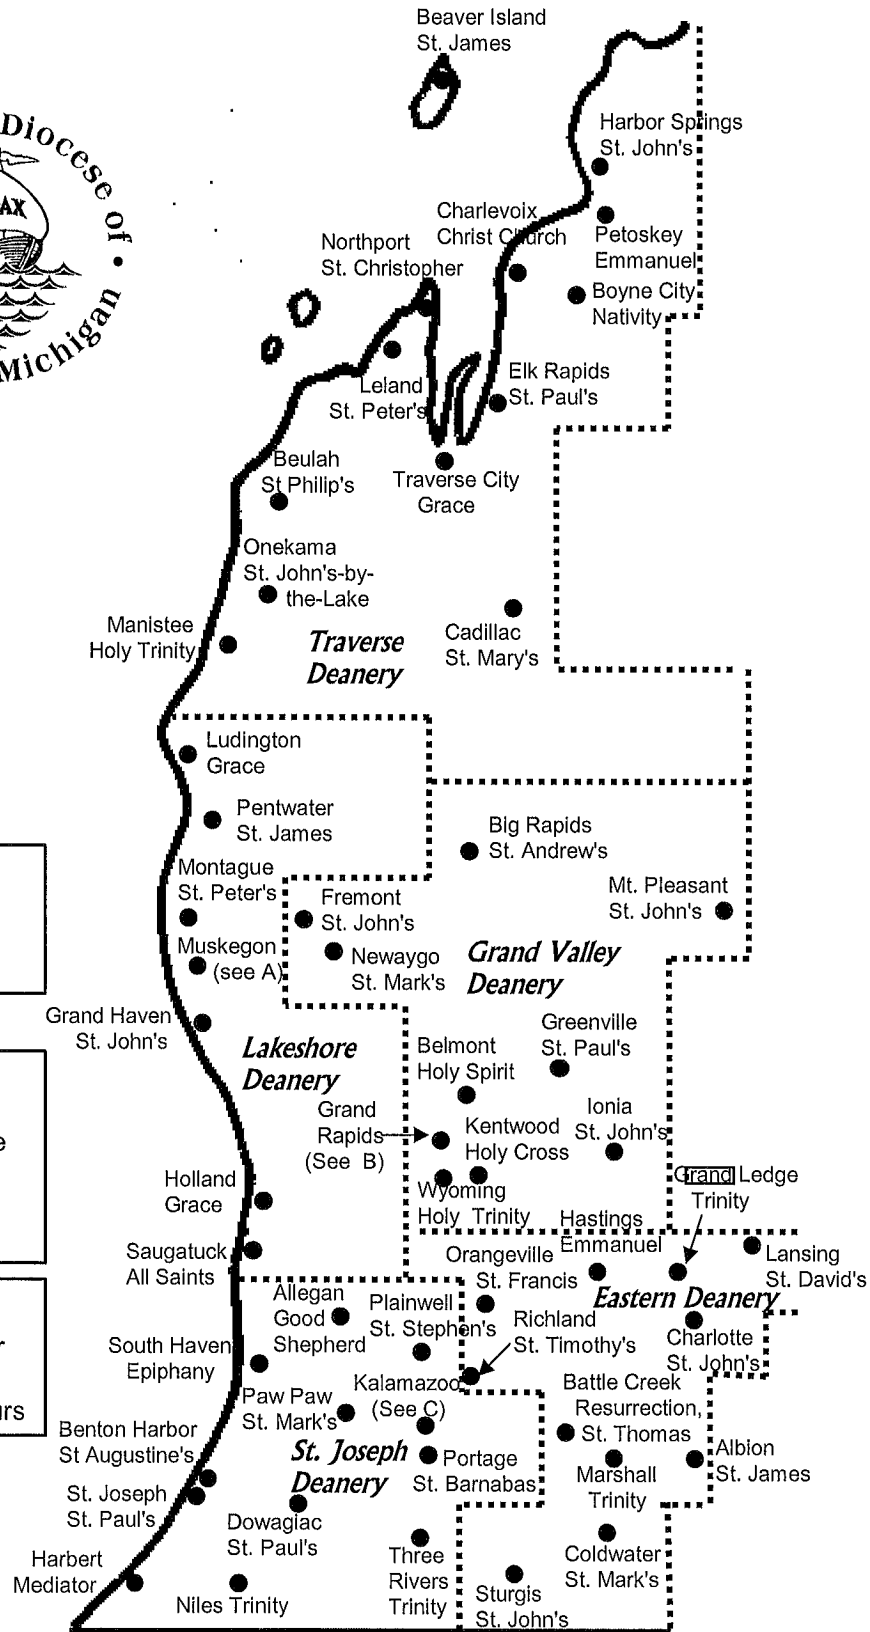 Beaver Island
St. James
Diocese of
AX
Michigan
Harbor Springs
St. John's
Charlevoix
Christ Church
Petoskey
Emmanuel
Northport
St. Christopher
Boyne City
Nativity
Elk Rapids
St. Paul's
Leland
St. Peter's
Beulah
St Philip's
Traverse City
Grace
Onekama
St. John's-by-
the-Lake
Manistee
Holy Trinity
Traverse
Deanery
Cadillac
St. Mary's
Ludington
Grace
Pentwater
St. James
Big Rapids
St. Andrew's
Montague
St. Peter's
Fremont
St. John's
Mt. Pleasant
St. John's
Muskegon
(see A)
Newaygo
St. Mark's
Grand Valley
Deanery
Grand Haven
St. John's
Lakeshore
Deanery
Belmont
Holy Spirit
Greenville
St. Paul's
Grand
Rapids
(See B)
Kentwood
Holy Cross
Ionia
St. John's
e
Holland
Grace
Wyoming
Holy Trinity
Grand Ledge
Trinity
Hastings
Emmanuel
Saugatuck
All Saints
Orangeville
St. Francis
Lansing
St. David's
Eastern Deanery
Allegan
Good
Shepherd
Plainwell
St. Stephen's
Richland
St. Timothy's
Charlotte
St. John's
r
urs
South Haven
Epiphany
Paw Paw
St. Mark's
Kalamazoo
(See C)
Battle Creek
Resurrection,
St. Thomas
Benton Harbor
St Augustine's
St. Joseph
Deanery
Portage
St. Barnabas
Marshall
Trinity
Albion
St. James
St. Joseph
St. Paul's
Dowagiac
St. Paul's
Harbert
Mediator
Niles Trinity
Three
Rivers
Trinity
Coldwater
St. Mark's
Sturgis
St. John's